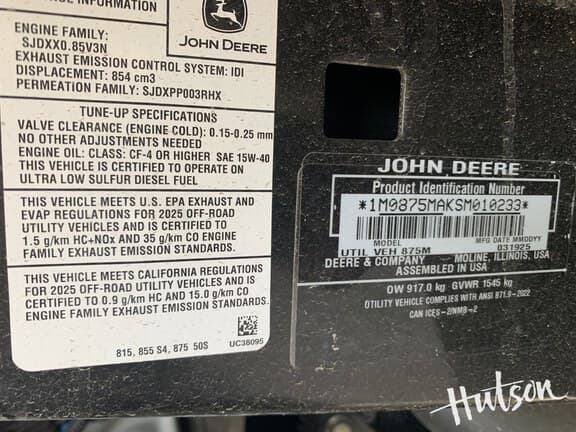 INFORMATION
ENGINE FAMILY:
SJDXX0.85V3N
EXHAUST EMISSION CONTROL SYSTEM: IDI
DISPLACEMENT: 854 cm3
PERMEATION FAMILY: SJDXPP003RHX
JOHN DEERE
TUNE-UP SPECIFICATIONS
VALVE CLEARANCE (ENGINE COLD): 0.15-0.25 mm
NO OTHER ADJUSTMENTS NEEDED
ENGINE OIL: CLASS: CF-4 OR HIGHER SAE 15W-40
THIS VEHICLE IS CERTIFIED TO OPERATE ON
ULTRA LOW SULFUR DIESEL FUEL
THIS VEHICLE MEETS U.S. EPA EXHAUST AND
EVAP REGULATIONS FOR 2025 OFF-ROAD
UTILITY VEHICLES AND IS CERTIFIED TO
1.5 g/km HC+NOx AND 35 g/km CO ENGINE
FAMILY EXHAUST EMISSION STANDARDS.
THIS VEHICLE MEETS CALIFORNIA REGULATIONS
FOR 2025 OFF-ROAD UTILITY VEHICLES AND IS
CERTIFIED TO 0.9 g/km HC AND 15.0 g/km CO
ENGINE FAMILY EXHAUST EMISSION STANDARDS.
815, 855 S4, 875 50S
UC38095
JOHN DEERE
Product Identification Number
*1M0875MAKSM010233*
MODEL
MFG DATE MMDDYY
UTIL VEH 875M
031925
DEERE & COMPANY
MOLINE, ILLINOIS, USA
ASSEMBLED IN USA
OW 917.0 kg GVWR 1545 kg
UTILITY VEHICLE COMPLIES WITH ANSI B71.9-2022
CAN ICES-2/NMB-2
Hutson